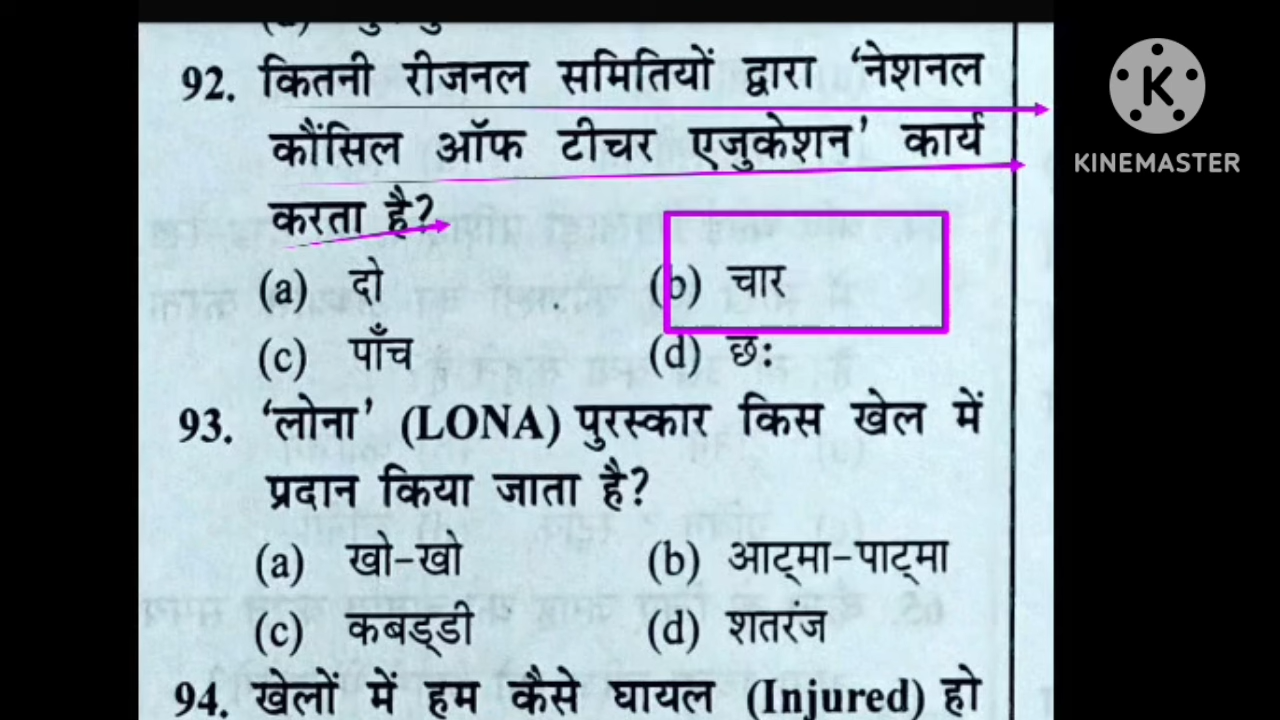 92. कितनी रीजनल समितियों द्वारा 'नेशनल
कौंसिल ऑफ टीचर एजुकेशन' कार्य
करता है?
(a) दो (b) चार
(c) पाँच (d) छः
93. 'लोना' (LONA) पुरस्कार किस खेल में
प्रदान किया जाता है?
(a) खो-खो (b) आट्मा-पाट्मा
(c) कबड्डी (d) शतरंज
94. खेलों में हम कैसे घायल (Injured) हो
K
KINEMASTER